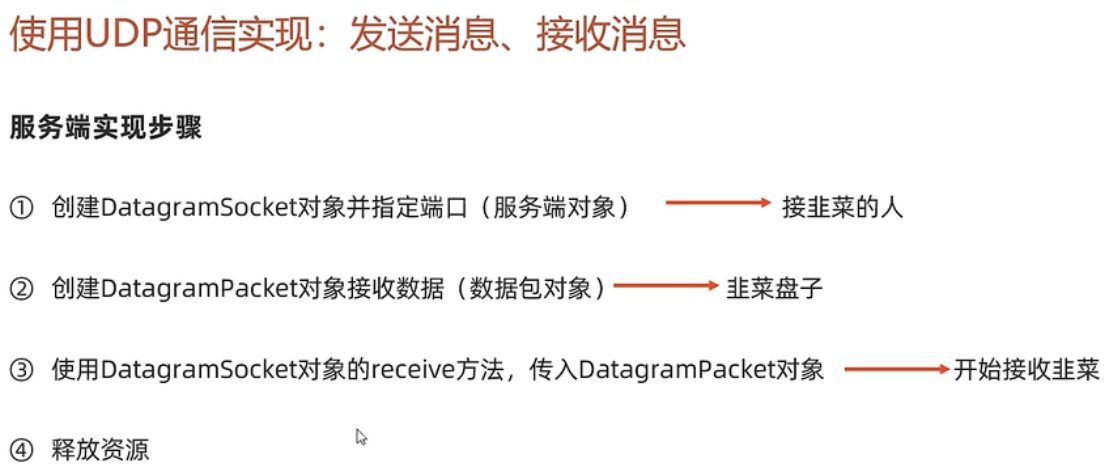 使用UDP通信实现：发送消息、接收消息
服务端实现步骤
① 创建DatagramSocket对象并指定端口（服务端对象） 接韭菜的人
② 创建DatagramPacket对象接收数据（数据包对象） 韭菜盘子
③ 使用DatagramSocket对象的receive方法，传入DatagramPacket对象 开始接收韭菜
④ 释放资源